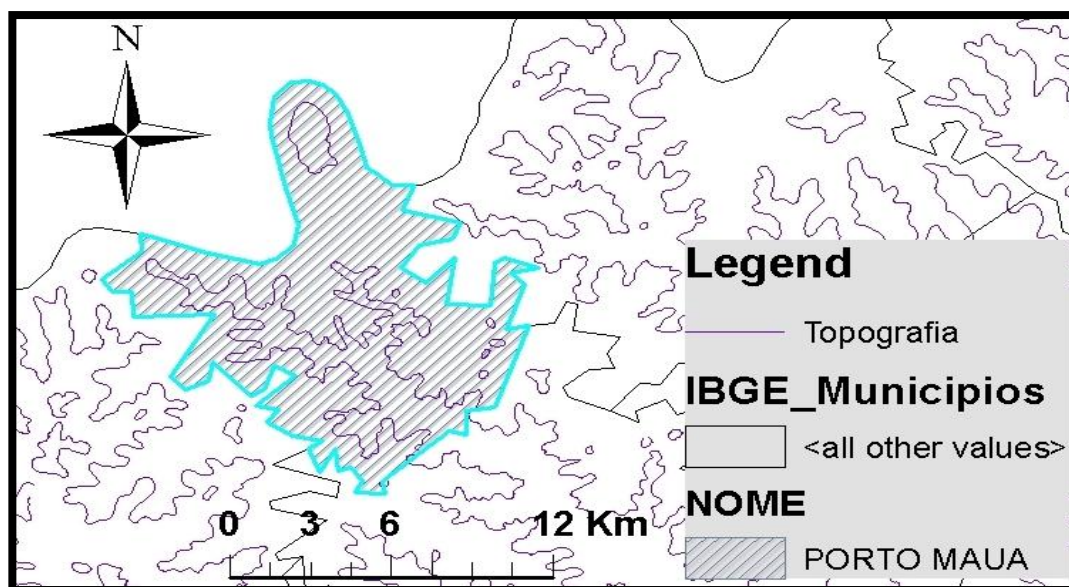 N
Legend
Topografia
IBGE_Municipios
<all other values>
NOME
PORTO MAUA
0 3 6 12 Km